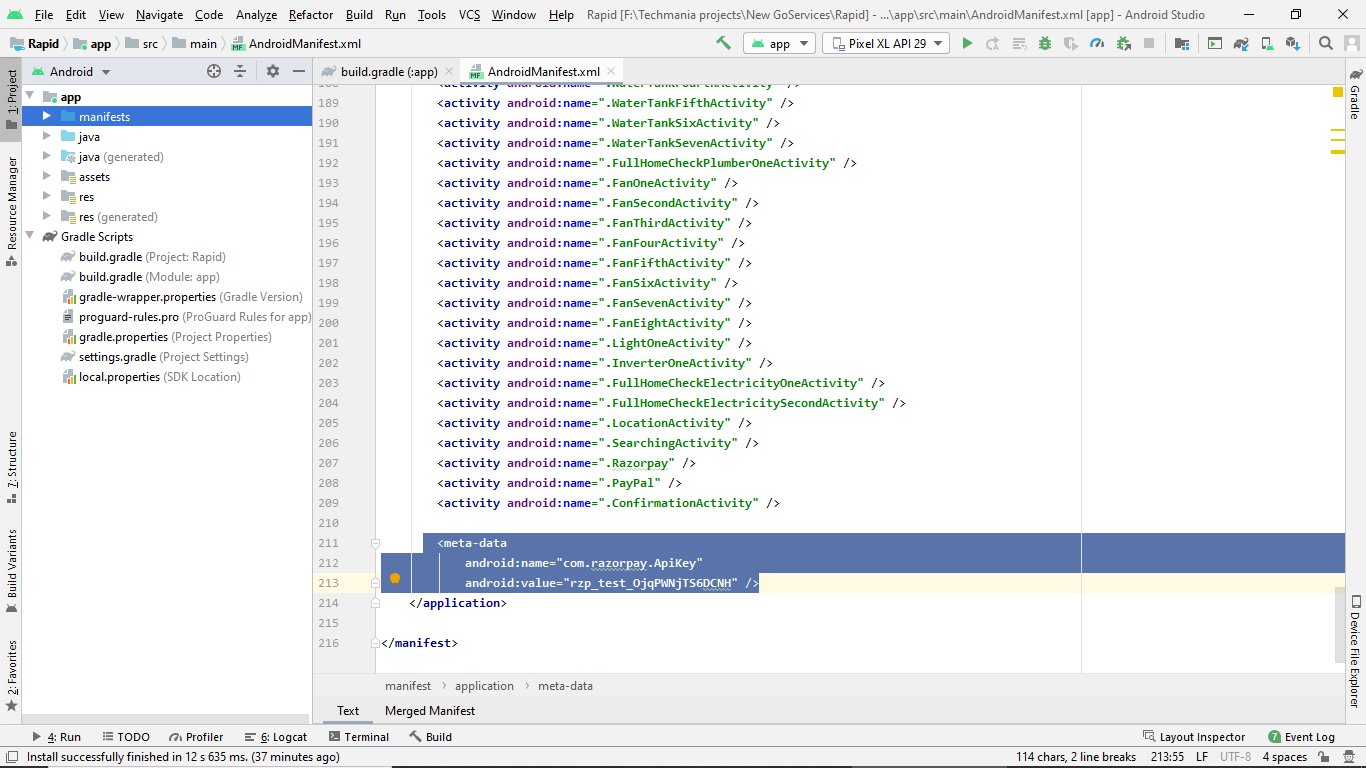 File Edit View Navigate Code Analyze Refactor Build Run Tools VCS Window Help Rapid [F:\Techmania projects\New GoServices\Rapid] - ...\app\src\main\AndroidManifest.xml [app] - Android Studio
Rapid app src main AndroidManifest.xml app Pixel XL API 29
Android
build.gradle (:app) AndroidManifest.xml
1: Project
Resource Manager
7: Structure
Build Variants
2: Favorites
app
manifests
java
java (generated)
assets
res
res (generated)
Gradle Scripts
build.gradle (Project: Rapid)
build.gradle (Module: app)
gradle-wrapper.properties (Gradle Version)
proguard-rules.pro (ProGuard Rules for app)
gradle.properties (Project Properties)
settings.gradle (Project Settings)
local.properties (SDK Location)
189 <activity android:name=".WaterTankFifthActivity" />
190 <activity android:name=".WaterTankSixActivity" />
191 <activity android:name=".WaterTankSevenActivity" />
192 <activity android:name=".FullHomeCheckPlumberOneActivity" />
193 <activity android:name=".FanOneActivity" />
194 <activity android:name=".FanSecondActivity" />
195 <activity android:name=".FanThirdActivity" />
196 <activity android:name=".FanFourActivity" />
197 <activity android:name=".FanFifthActivity" />
198 <activity android:name=".FanSixActivity" />
199 <activity android:name=".FanSevenActivity" />
200 <activity android:name=".FanEightActivity" />
201 <activity android:name=".LightOneActivity" />
202 <activity android:name=".InverterOneActivity" />
203 <activity android:name=".FullHomeCheckElectricityOneActivity" />
204 <activity android:name=".FullHomeCheckElectricitySecondActivity" />
205 <activity android:name=".LocationActivity" />
206 <activity android:name=".SearchingActivity" />
207 <activity android:name=".Razorpay" />
208 <activity android:name=".PayPal" />
209 <activity android:name=".ConfirmationActivity" />
210
211 <meta-data
212 android:name="com.razorpay.ApiKey"
213 android:value="rzp_test_OjqPWNjTS6DCNH" />
214 </application>
215
216 </manifest>
manifest › application › meta-data
Text Merged Manifest
Gradle
Device File Explorer
4: Run TODO Profiler 6: Logcat Terminal Build Layout Inspector 7 Event Log
Install successfully finished in 12 s 635 ms. (37 minutes ago) 114 chars, 2 line breaks 213:55 LF UTF-8 4 spaces